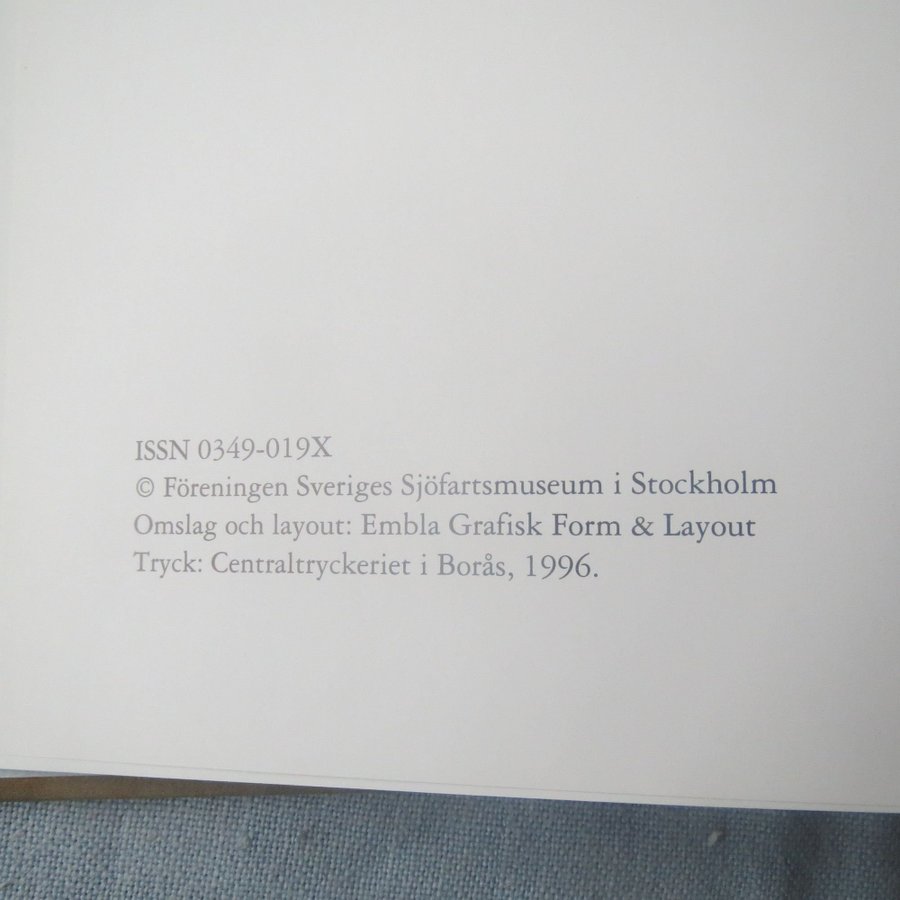 ISSN 0349-019X
© Föreningen Sveriges Sjöfartsmuseum i Stockholm
Omslag och layout: Embla Grafisk Form & Layout
Tryck: Centraltryckeriet i Borås, 1996.